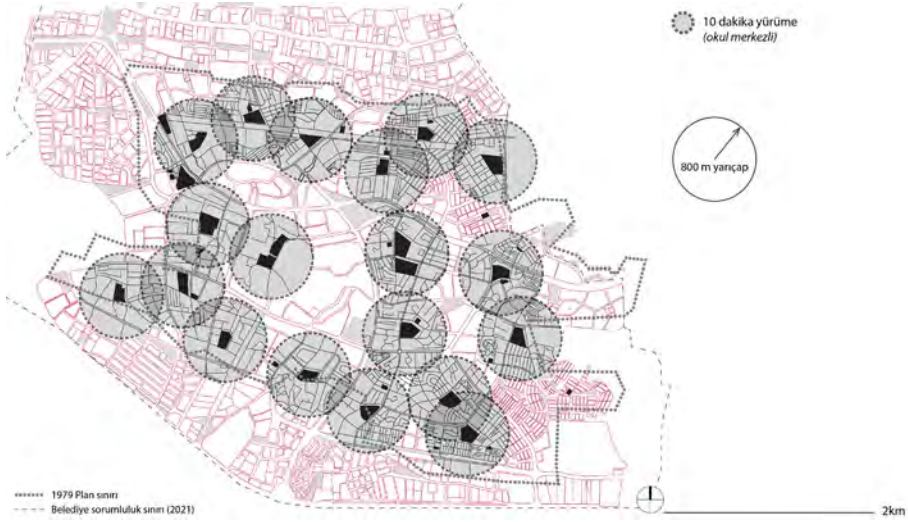 10 dakika yürüme
(okul merkezli)
800 m yarıçap
1979 Plan sınırı
Belediye sorumluluk sınırı (2021)
2km